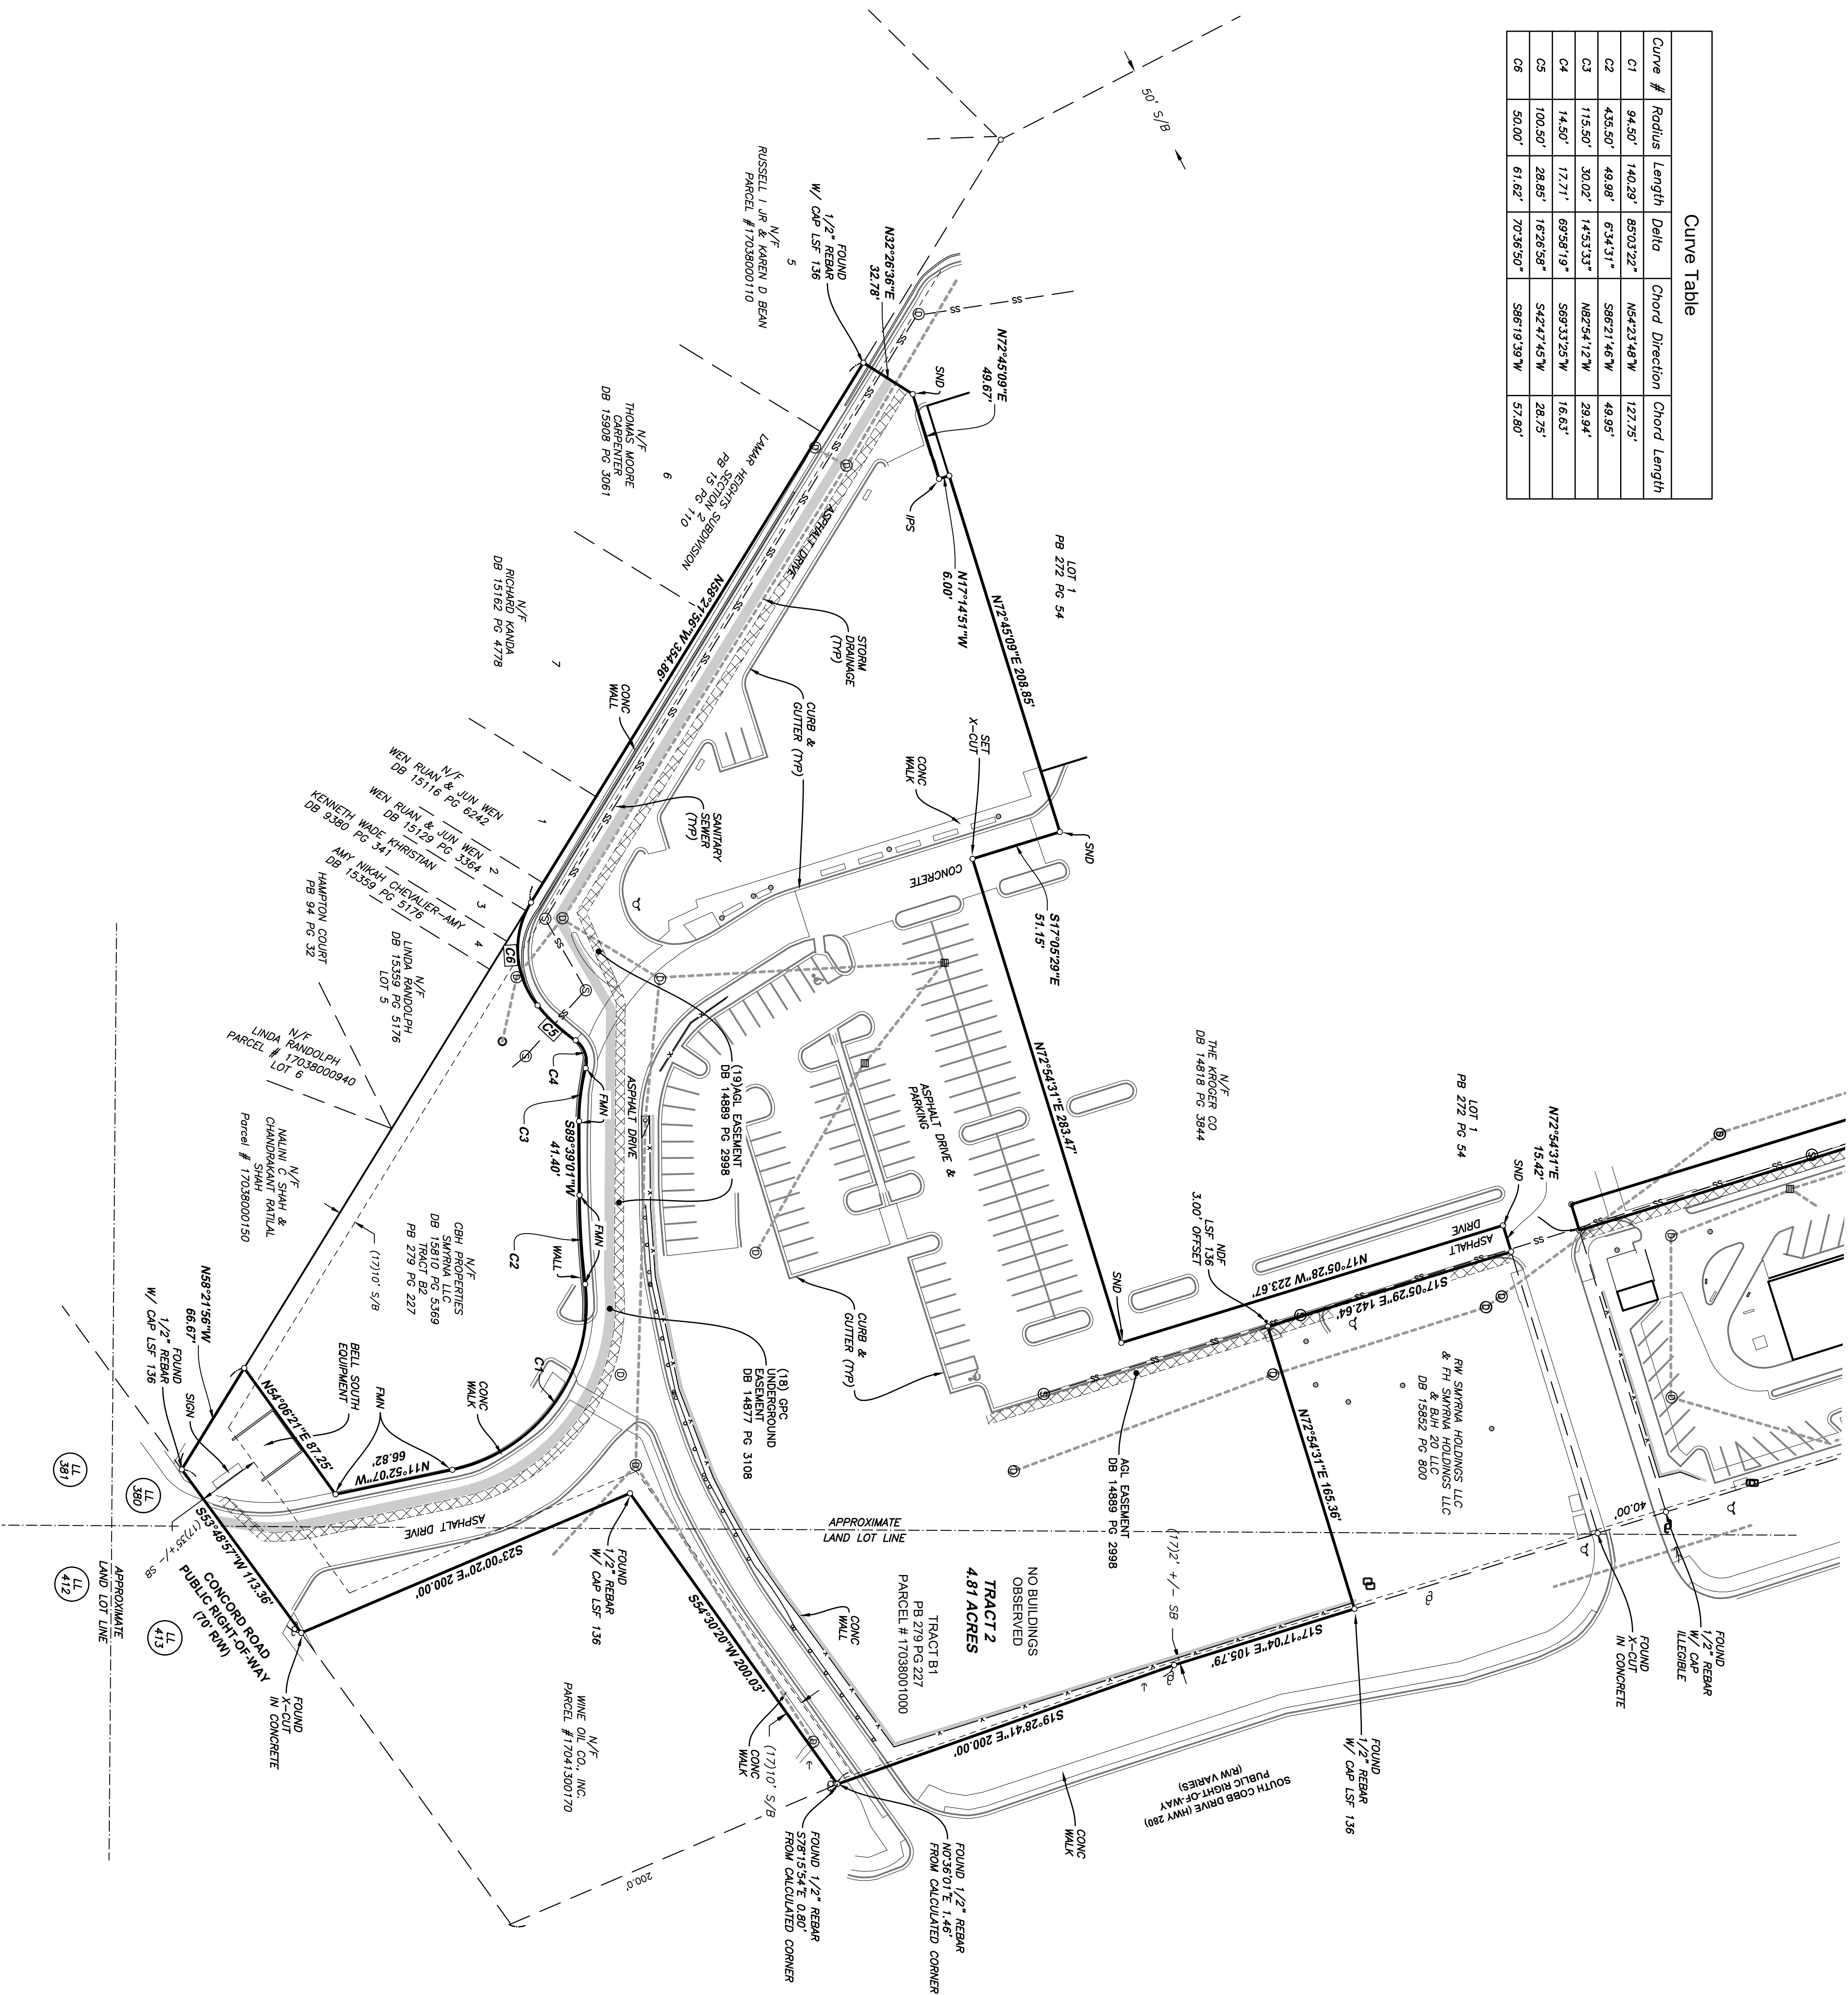 Curve Table
Curve # Radius Length Delta Chord Direction Chord Length
C1 94.50' 140.29' 85°03'22" N54°23'48"W 127.75'
C2 435.50' 49.98' 6°34'31" S86°21'46"W 49.95'
C3 115.50' 30.02' 14°53'33" N82°54'12"W 29.94'
C4 14.50' 17.71' 69°58'19" S69°33'25"W 16.63'
C5 100.50' 28.85' 16°26'58" S42°47'45"W 28.75'
C6 50.00' 61.62' 70°36'50" S86°19'39"W 57.80'
50' S/B
N/F
RUSSELL I JR & KAREN D BEAN
PARCEL #17038000110
5
FOUND
1/2" REBAR
W/ CAP LSF 136
N32°26'36"E
32.78'
SND
N72°45'09"E
49.67'
IPS
N17°14'51"W
6.00'
LOT 1
PB 272 PG 54
N72°45'09"E 208.85'
N/F
THOMAS MOORE
CARPENTER
DB 15908 PG 3061
6
LAMAR HEIGHTS SUBDIVISION
SECTION 2
PB 15 PG 110
ASPHALT DRIVE
N/F
RICHARD KANDA
DB 15162 PG 4778
7
N58°21'56"W 354.86'
STORM
DRAINAGE
(TYP)
CURB &
GUTTER (TYP)
CONC
WALL
SANITARY
SEWER
(TYP)
CONC
WALK
SET
X-CUT
SND
S17°05'29"E
51.15'
CONCRETE
N/F
WEN RUAN & JUN WEN
DB 15116 PG 6242
1
WEN RUAN & JUN WEN
DB 15129 PG 3364
2
KENNETH WADE KHRISTIAN
DB 9380 PG 341
3
AMY NIKAH CHEVALIER-AMY
DB 15359 PG 5176
4
HAMPTON COURT
PB 94 PG 32
N/F
LINDA RANDOLPH
DB 15359 PG 5176
LOT 5
N/F
LINDA RANDOLPH
PARCEL # 17038000940
LOT 6
C6
C5
C4
FMN
C3
S89°39'01"W
41.40'
FMN
C2
WALL
ASPHALT DRIVE
(19)AGL EASEMENT
DB 14889 PG 2998
ASPHALT DRIVE &
PARKING
N72°54'31"E 283.47'
N/F
THE KROGER CO
DB 14818 PG 3844
LOT 1
PB 272 PG 54
N72°54'31"E
15.42'
SND
NDF
LSF 136
3.00' OFFSET
ASPHALT
DRIVE
N17°05'28"W 223.67'
S17°05'29"E 142.64'
SND
N/F
NALINI C SHAH &
CHANDRAKANT RATILAL
SHAH
Parcel # 17038000150
(17)10' S/B
N/F
CBH PROPERTIES
SMYRNA LLC
DB 15810 PG 5369
TRACT B2
PB 279 PG 227
N58°21'56"W
66.67'
FOUND
1/2" REBAR
W/ CAP LSF 136
SIGN
BELL SOUTH
EQUIPMENT
FMN
CONC
WALK
C1
N54°06'21"E 87.25'
N11°52'07"W
66.82'
(18) GPC
UNDERGROUND
EASEMENT
DB 14877 PG 3108
CURB &
GUTTER (TYP)
AGL EASEMENT
DB 14889 PG 2998
RW SMYRNA HOLDINGS LLC
& FH SMYRNA HOLDINGS LLC
& BJH 20 LLC
DB 15852 PG 800
N72°54'31"E 165.36'
40.00'
LL
381
LL
380
LL
412
LL
413
APPROXIMATE
LAND LOT LINE
S53°48'57"W 113.36'
(17)35' +/- SB
CONCORD ROAD
PUBLIC RIGHT-OF-WAY
(70' R/W)
ASPHALT DRIVE
S23°00'20"E 200.00'
FOUND
1/2" REBAR
W/ CAP LSF 136
S54°30'20"W 200.03'
APPROXIMATE
LAND LOT LINE
(17)2' +/- SB
NO BUILDINGS
OBSERVED
TRACT 2
4.81 ACRES
TRACT B1
PB 279 PG 227
PARCEL # 17038001000
CONC
WALL
S17°17'04"E 105.79'
S19°28'41"E 200.00'
FOUND
1/2" REBAR
W/ CAP
ILLEGIBLE
FOUND
X-CUT
IN CONCRETE
FOUND
1/2" REBAR
W/ CAP LSF 136
SOUTH COBB DRIVE (HWY 280)
PUBLIC RIGHT-OF-WAY
(R/W VARIES)
CONC
WALK
FOUND
X-CUT
IN CONCRETE
N/F
WINE OIL CO., INC.
PARCEL #17041300170
(17)10' S/B
CONC
WALK
FOUND 1/2" REBAR
N0°36'01"E 1.46'
FROM CALCULATED CORNER
FOUND 1/2" REBAR
S78°15'54"E 0.80'
FROM CALCULATED CORNER
200.0'